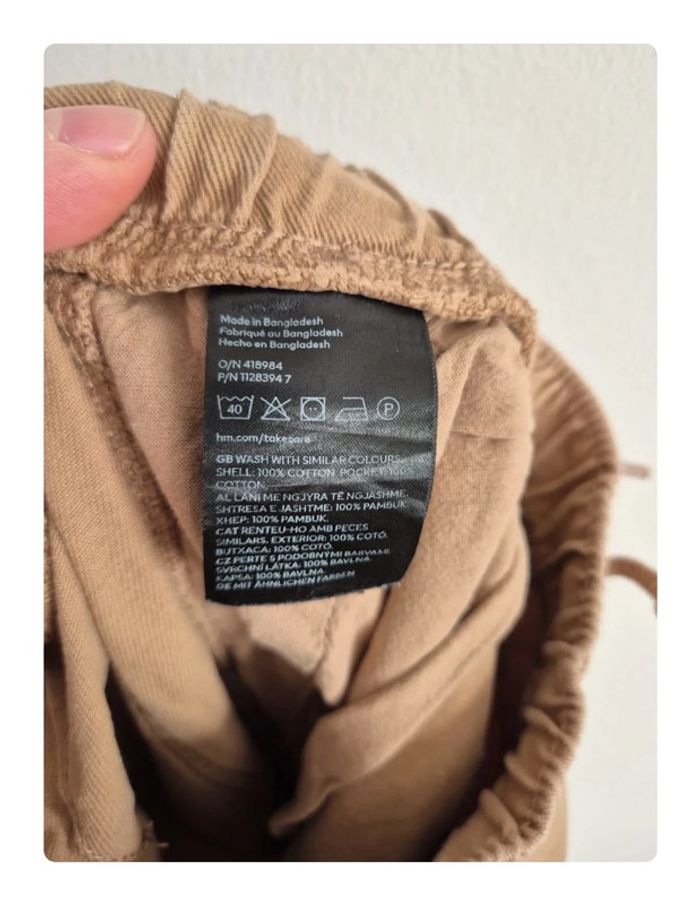 Made in Bangladesh
Fabriqué au Bangladesh
Hecho en Bangladesh
O/N 418984
P/N 1128394 7
40 P
hm.com/takecare
GB WASH WITH SIMILAR COLOURS.
SHELL: 100% COTTON. POCKET: 100%
COTTON.
AL LANI ME NGJYRA TË NGJASHME.
SHTRESA E JASHTME: 100% PAMBUK.
XHEP: 100% PAMBUK.
CAT RENTEU-HO AMB PECES
SIMILARS. EXTERIOR: 100% COTÓ.
BUTXACA: 100% COTÓ.
CZ PERTE S PODOBNÝMI BARVAMI.
SVRCHNÍ LÁTKA: 100% BAVLNA.
KAPSA: 100% BAVLNA.
DE MIT ÄHNLICHEN FARBEN